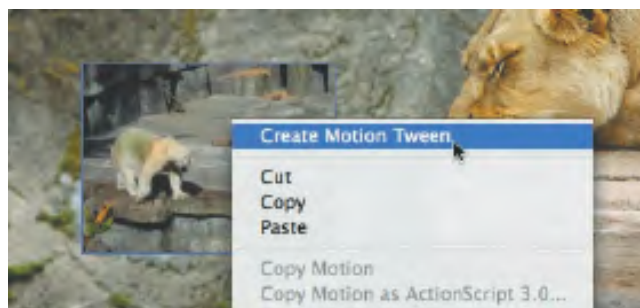 Create Motion Tween
Cut
Copy
Paste
Copy Motion
Copy Motion as ActionScript 3.0...